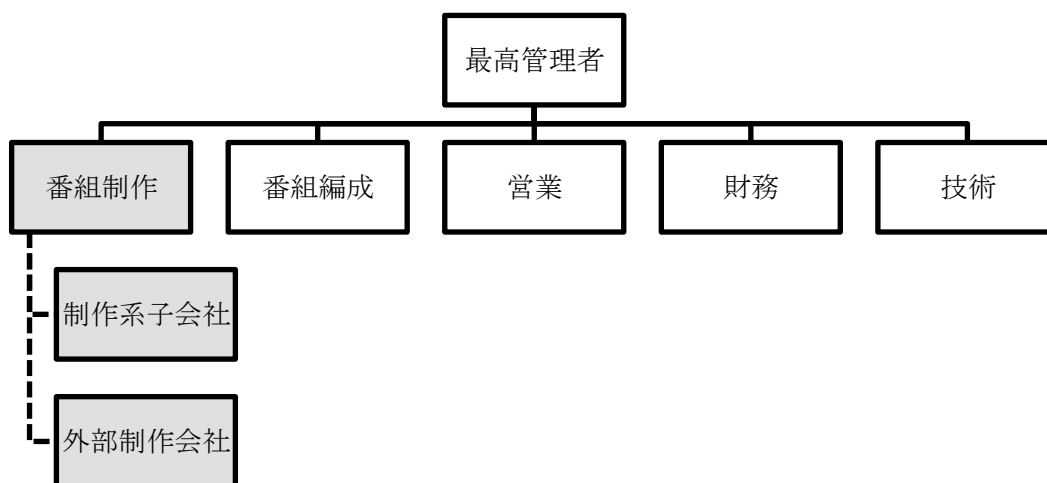 最高管理者
番組制作
番組編成
営業
財務
技術
制作系子会社
外部制作会社